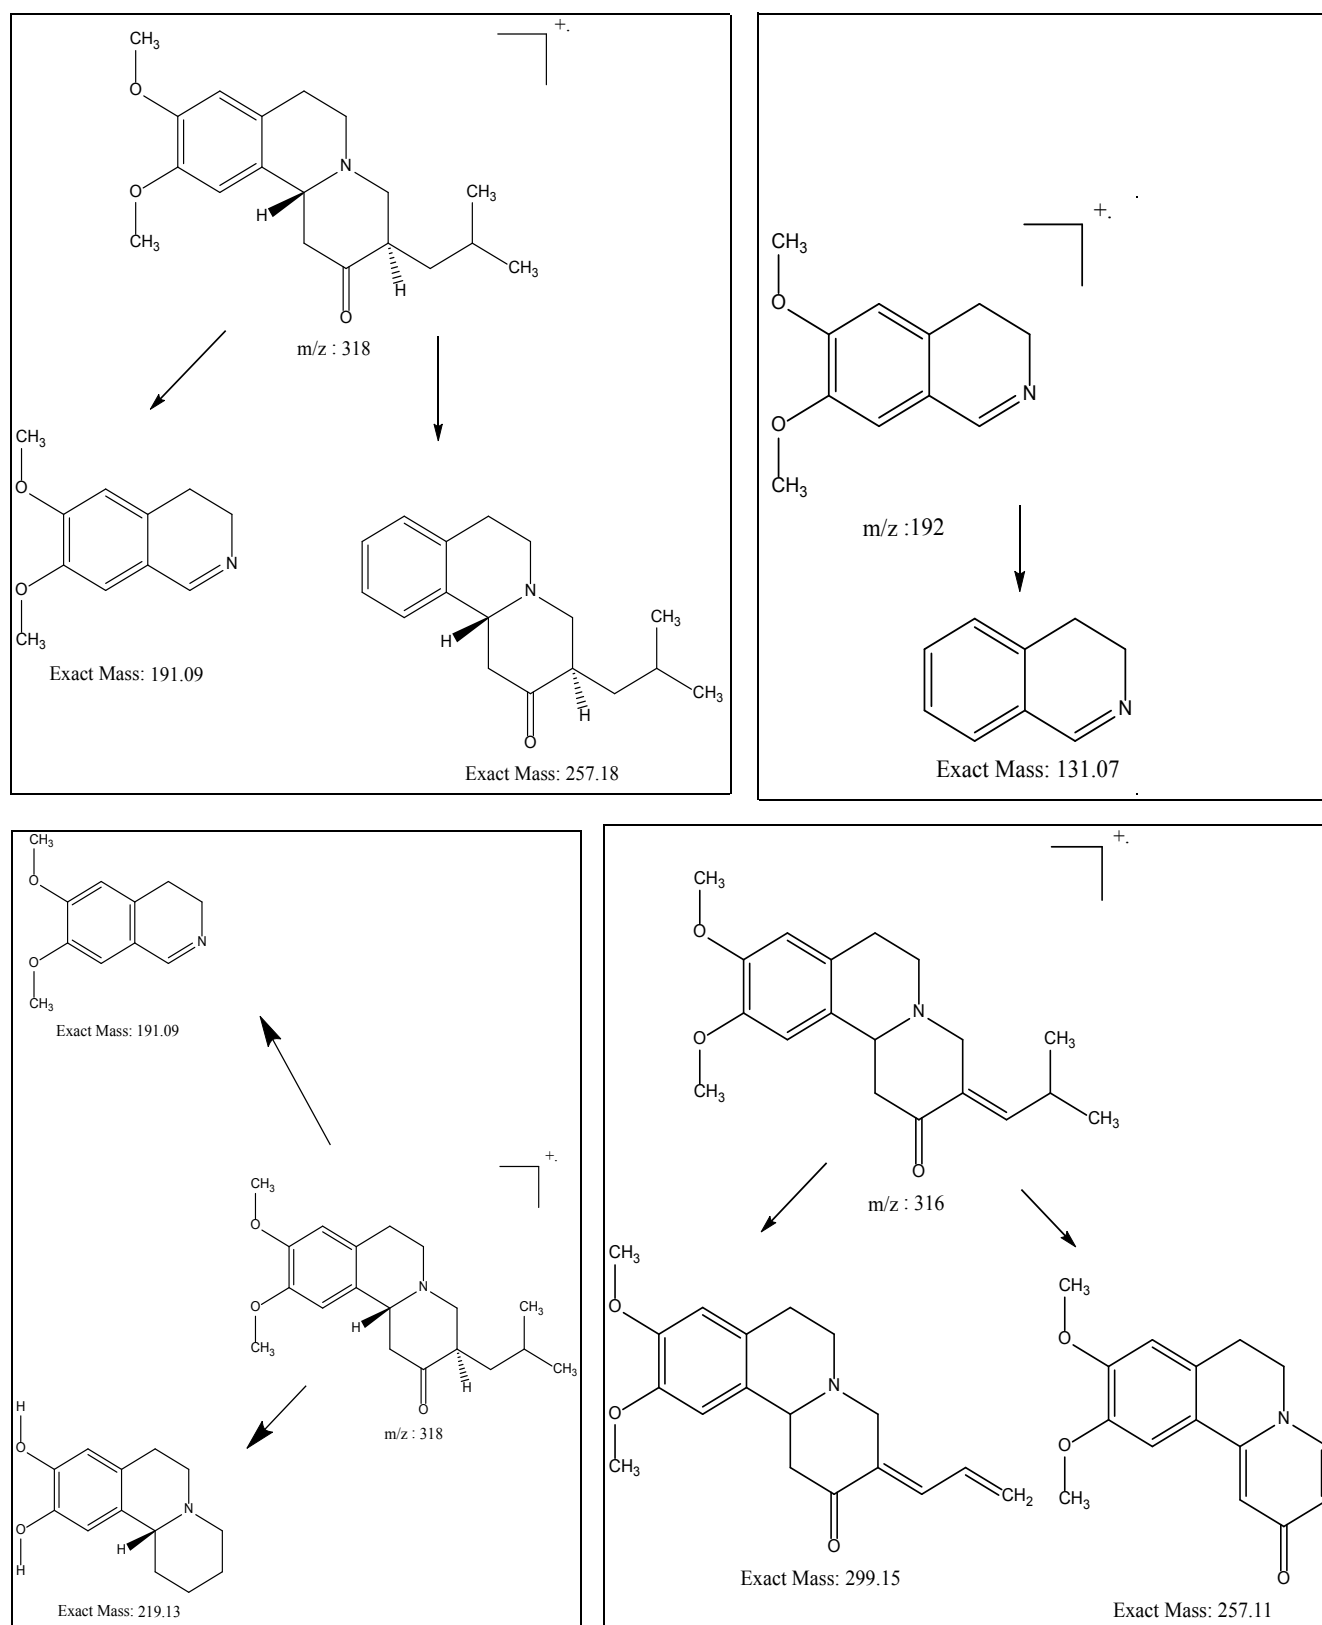 +.
CH3
O
O
CH3
N
H
H
O
CH3
CH3
m/z : 318
CH3
O
O
CH3
N
Exact Mass: 191.09
N
H
H
O
CH3
CH3
Exact Mass: 257.18
+.
CH3
O
O
CH3
N
m/z :192
N
Exact Mass: 131.07
CH3
O
O
CH3
N
Exact Mass: 191.09
+.
CH3
O
O
CH3
N
H
H
O
CH3
CH3
m/z : 318
H
O
O
H
N
H
Exact Mass: 219.13
+.
CH3
O
O
CH3
N
O
CH3
CH3
m/z : 316
CH3
O
O
CH3
N
O
CH2
Exact Mass: 299.15
CH3
O
O
CH3
N
O
Exact Mass: 257.11